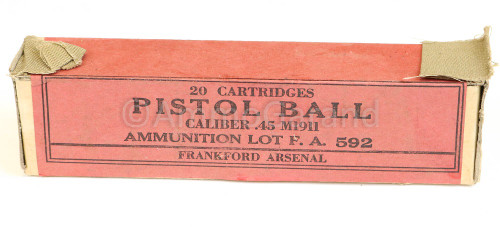 20 CARTRIDGES
PISTOL BALL
CALIBER .45 M1911
AMMUNITION LOT F. A. 592
FRANKFORD ARSENAL